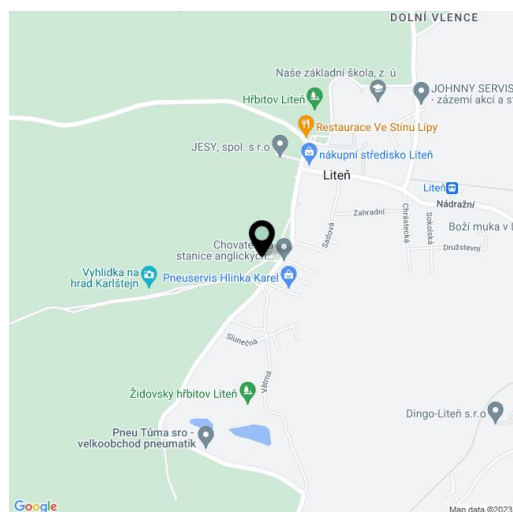 DOLNÍ VLENCE
Naše základní škola, z. ú
JOHNNY SERVIS
- zázemí akcí a st
Hřbitov Liteň
Restaurace Ve Stínu Lípy
JESY, spol. s r.o
nákupní středisko Liteň
Liteň
Liteň
Nádražní
Zahradní
Sadová
Chrástecká
Sokolská
Boží muka v L
Družstevní
stanice anglických...
Vyhlídka na
hrad Karlštejn
Pneuservis Hlinka Karel
Slunečná
Větrná
Židovský hřbitov Liteň
Dingo-Liteň s.r.o
Pneu Tůma sro -
velkoobchod pneumatik
Google
Map data ©2023